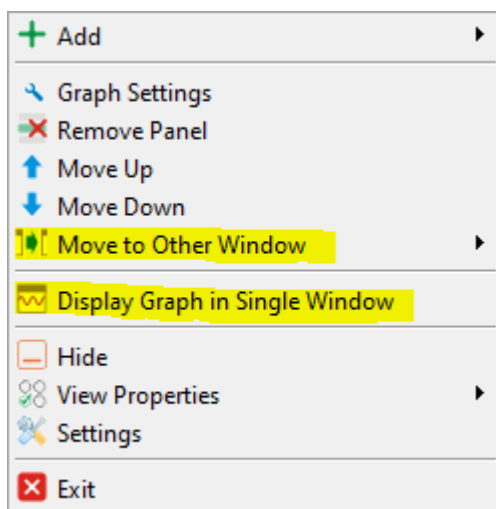 Add
Graph Settings
Remove Panel
Move Up
Move Down
Move to Other Window
Display Graph in Single Window
Hide
View Properties
Settings
Exit